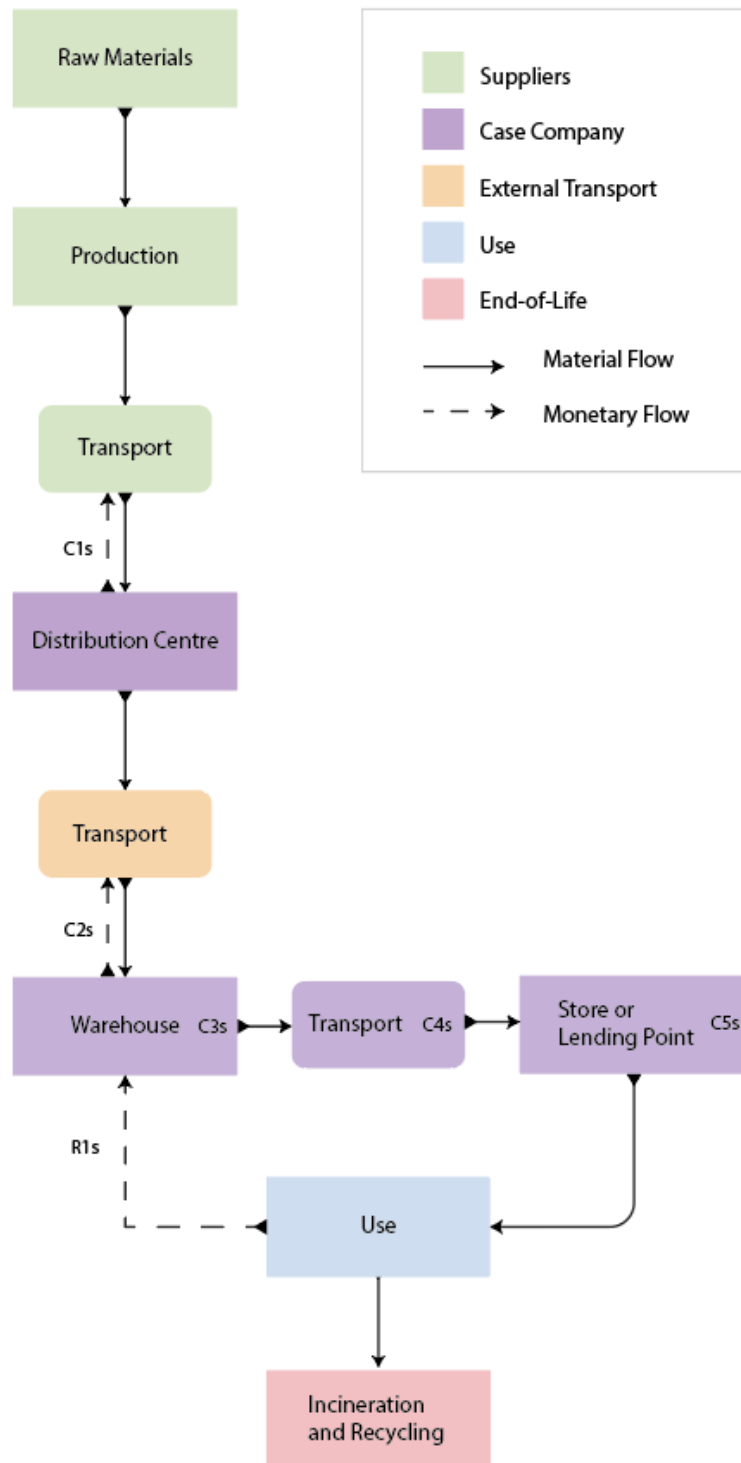 Raw Materials
Suppliers
Case Company
External Transport
Use
End-of-Life
Material Flow
Monetary Flow
Production
Transport
C1s
Distribution Centre
Transport
C2s
Warehouse C3s
Transport C4s
Store or
Lending Point C5s
R1s
Use
Incineration
and Recycling